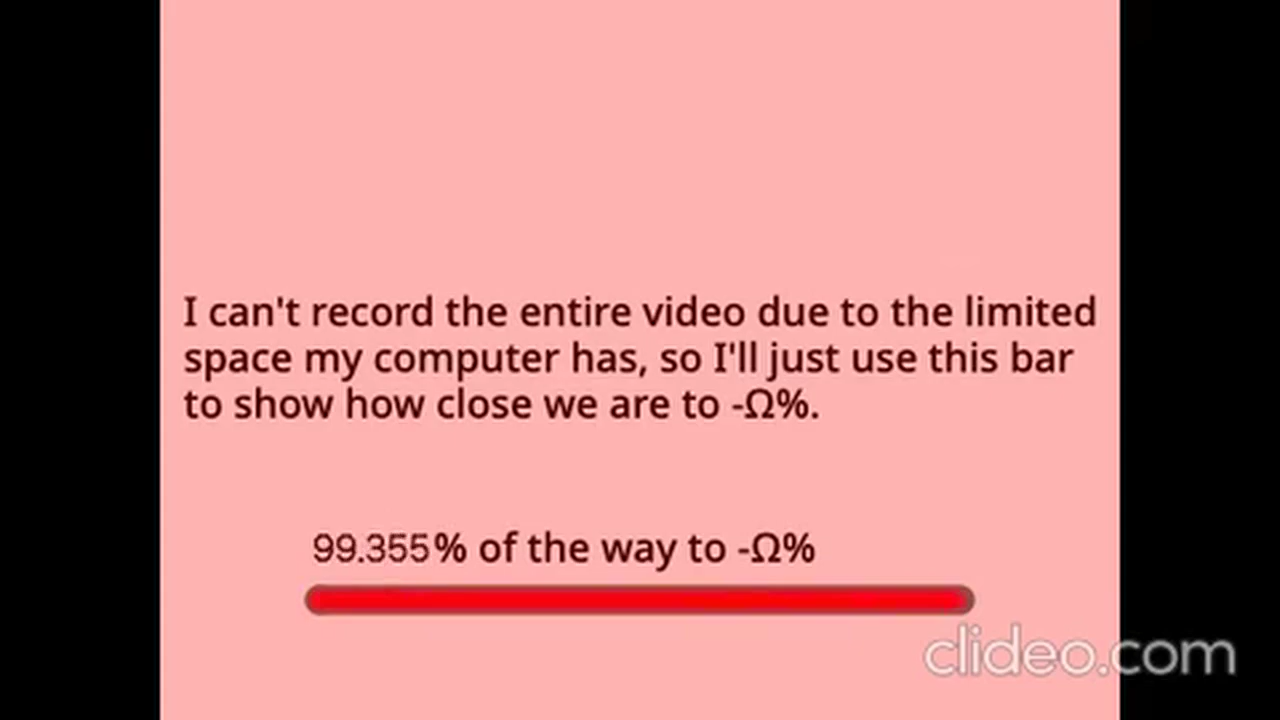 I can't record the entire video due to the limited
space my computer has, so I'll just use this bar
to show how close we are to -Ω%.
99.355% of the way to -Ω%
clideo.com